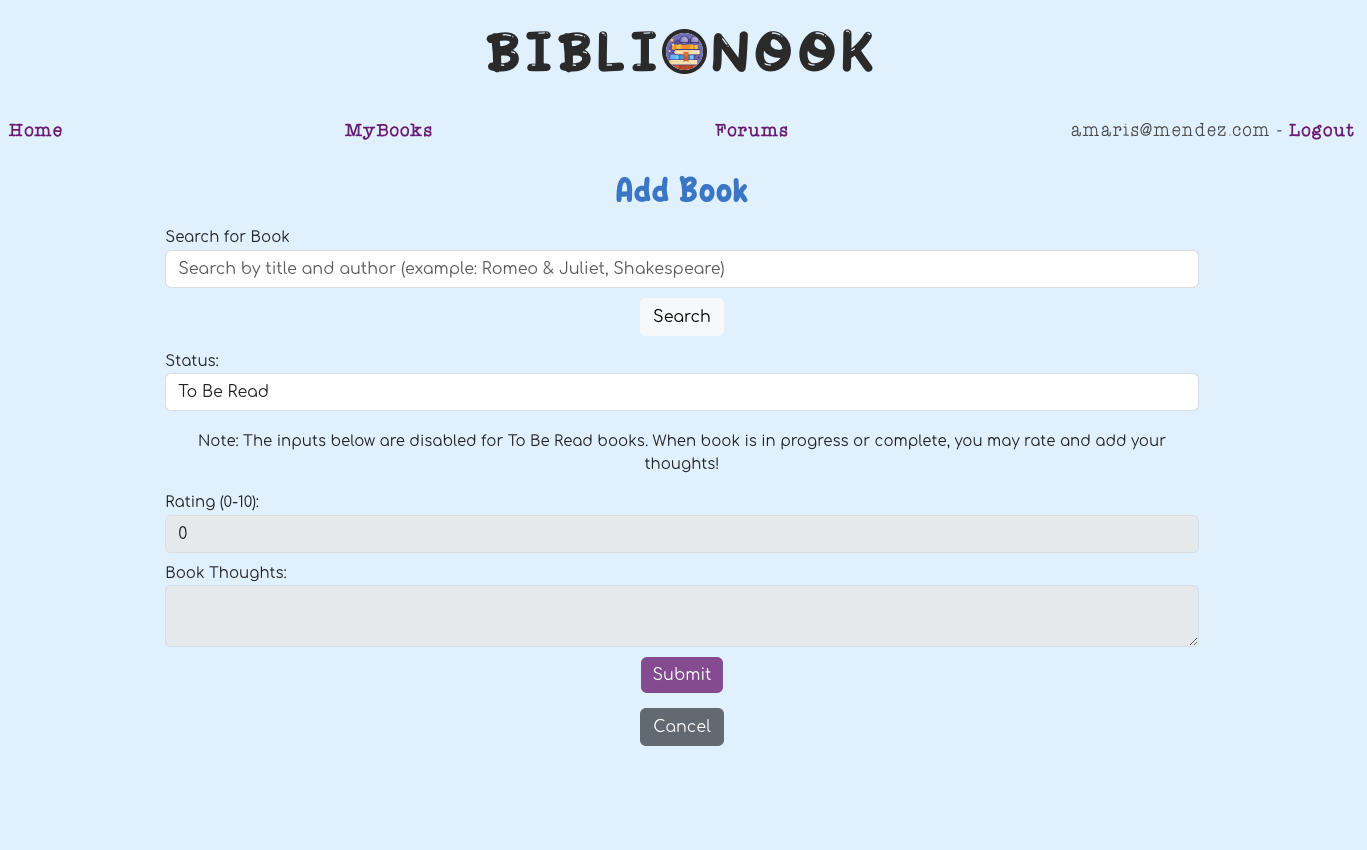 BIBLIONOOK
Home MyBooks Forums amaris@mendez.com - Logout
Add Book
Search for Book
Search by title and author (example: Romeo & Juliet, Shakespeare)
Search
Status:
To Be Read
Note: The inputs below are disabled for To Be Read books. When book is in progress or complete, you may rate and add your
thoughts!
Rating (0-10):
0
Book Thoughts:
Submit
Cancel